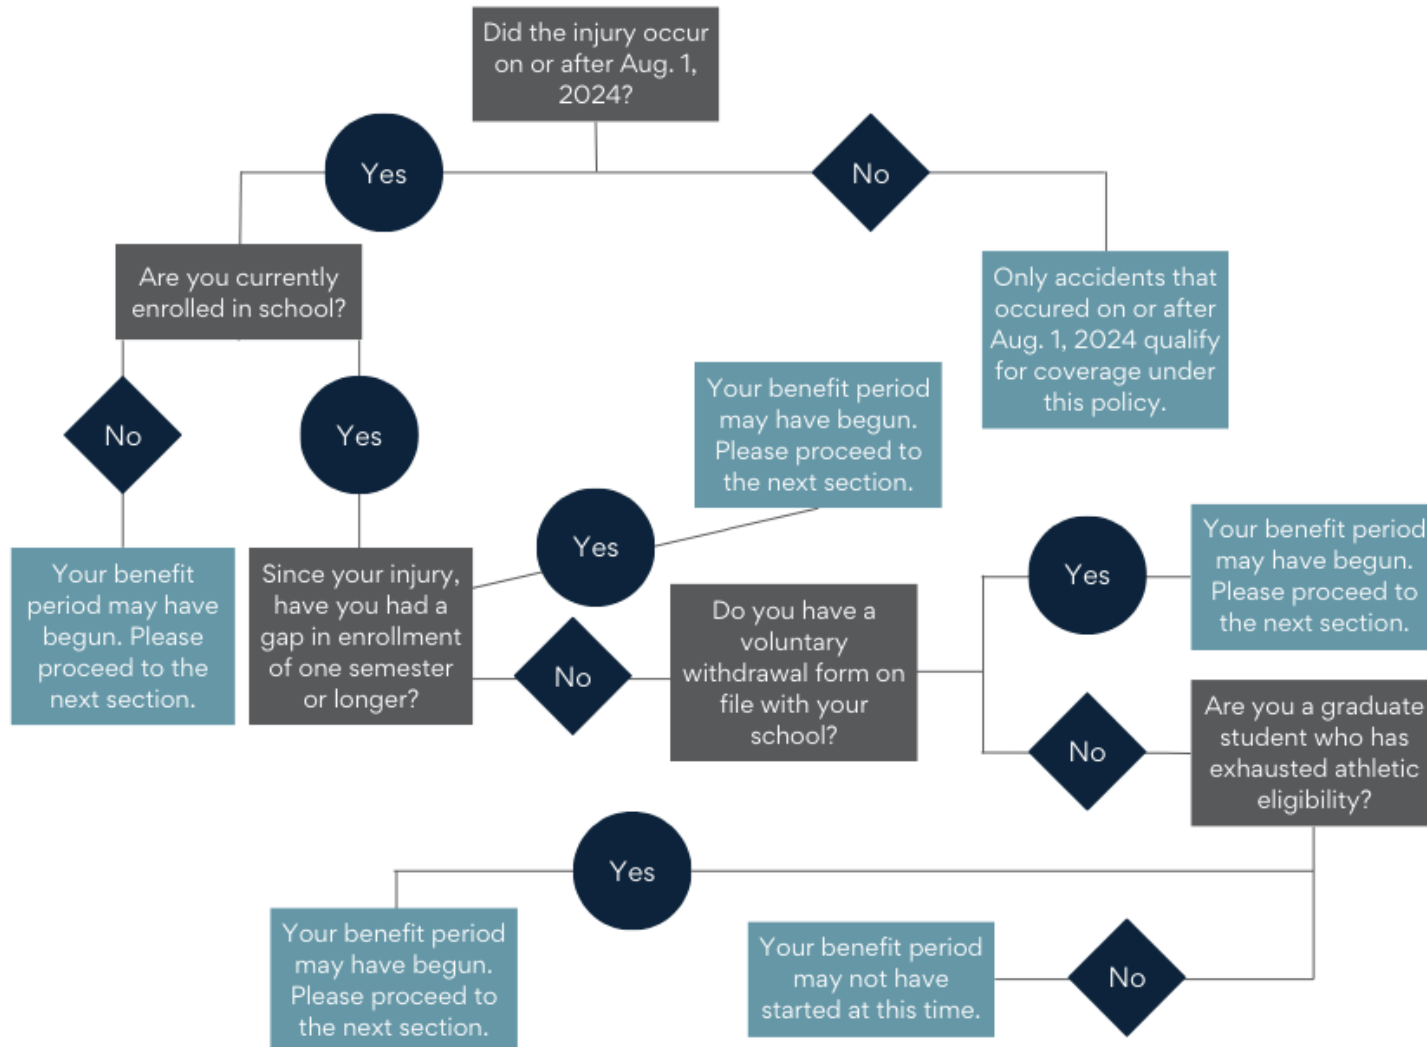 Did the injury occur
on or after Aug. 1,
2024?
Yes
No
Are you currently
enrolled in school?
Only accidents that
occured on or after
Aug. 1, 2024 qualify
for coverage under
this policy.
No
Yes
Your benefit period
may have begun.
Please proceed to
the next section.
Your benefit
period may have
begun. Please
proceed to the
next section.
Since your injury,
have you had a
gap in enrollment
of one semester
or longer?
Yes
No
Do you have a
voluntary
withdrawal form on
file with your
school?
Yes
Your benefit period
may have begun.
Please proceed to
the next section.
No
Are you a graduate
student who has
exhausted athletic
eligibility?
Yes
Your benefit period
may have begun.
Please proceed to
the next section.
Your benefit period
may not have
started at this time.
No